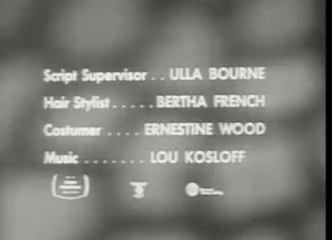 Script Supervisor . . ULLA BOURNE
Hair Stylist . . . . . BERTHA FRENCH
Costumer . . . . ERNESTINE WOOD
Music . . . . . . . LOU KOSLOFF